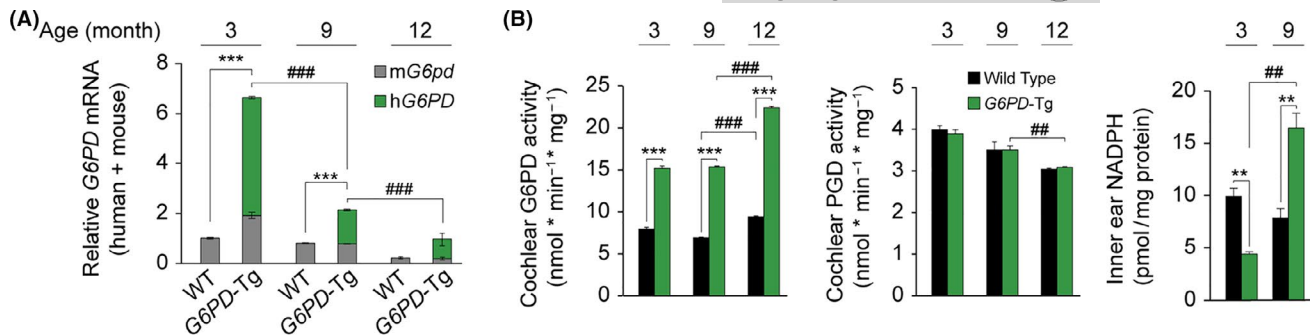 (A) Age (month) 3 9 12
*** ### mG6pd
hG6PD
*** ###
Relative G6PD mRNA
(human + mouse)
8
6
4
2
0
WT G6PD-Tg WT G6PD-Tg WT G6PD-Tg
(B) 3 9 12
Cochlear G6PD activity
(nmol * min⁻¹ * mg⁻¹)
25
20
15
10
5
0
###
***
###
*** ***
3 9 12
Cochlear PGD activity
(nmol * min⁻¹ * mg⁻¹)
5
4
3
2
1
0
Wild Type
G6PD-Tg
##
3 9
Inner ear NADPH
(pmol/mg protein)
20
15
10
5
0
##
**
**